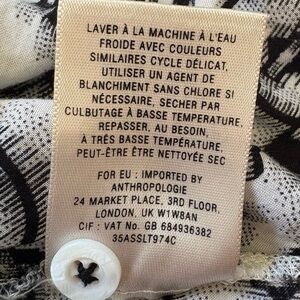 LAVER À LA MACHINE À L'EAU
FROIDE AVEC COULEURS
SIMILAIRES CYCLE DÉLICAT,
UTILISER UN AGENT DE
BLANCHIMENT SANS CHLORE SI
NÉCESSAIRE, SECHER PAR
CULBUTAGE À BASSE TEMPERATURE.
REPASSER, AU BESOIN,
À TRÉS BASSE TEMPÉRATURE.
PEUT-ÊTRE ÊTRE NETTOYÉE SEC
FOR EU : IMPORTED BY
ANTHROPOLOGIE
24 MARKET PLACE, 3RD FLOOR,
LONDON, UK W1W8AN
CIF : VAT No. GB 684936382
35ASSLT974C